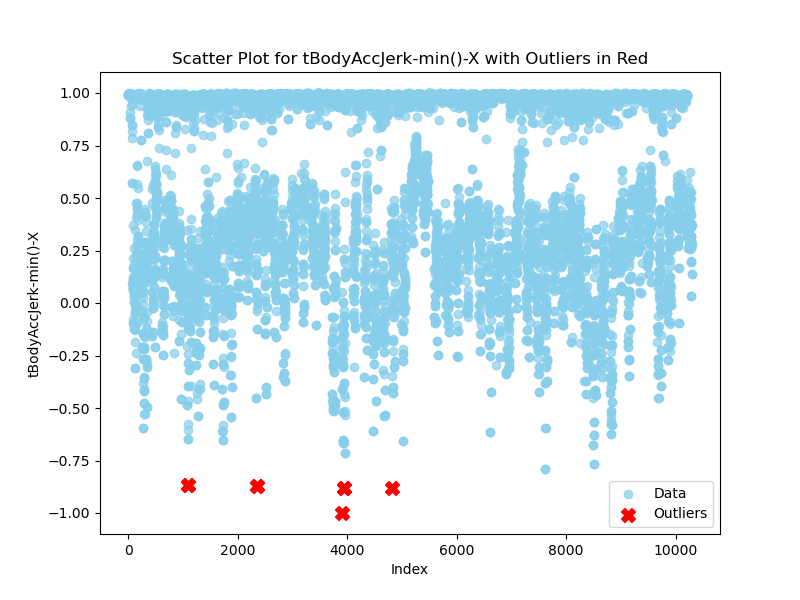 Scatter Plot for tBodyAccJerk-min()-X with Outliers in Red
tBodyAccJerk-min()-X
1.00
0.75
0.50
0.25
0.00
−0.25
−0.50
−0.75
−1.00
0 2000 4000 6000 8000 10000
Index
Data
Outliers